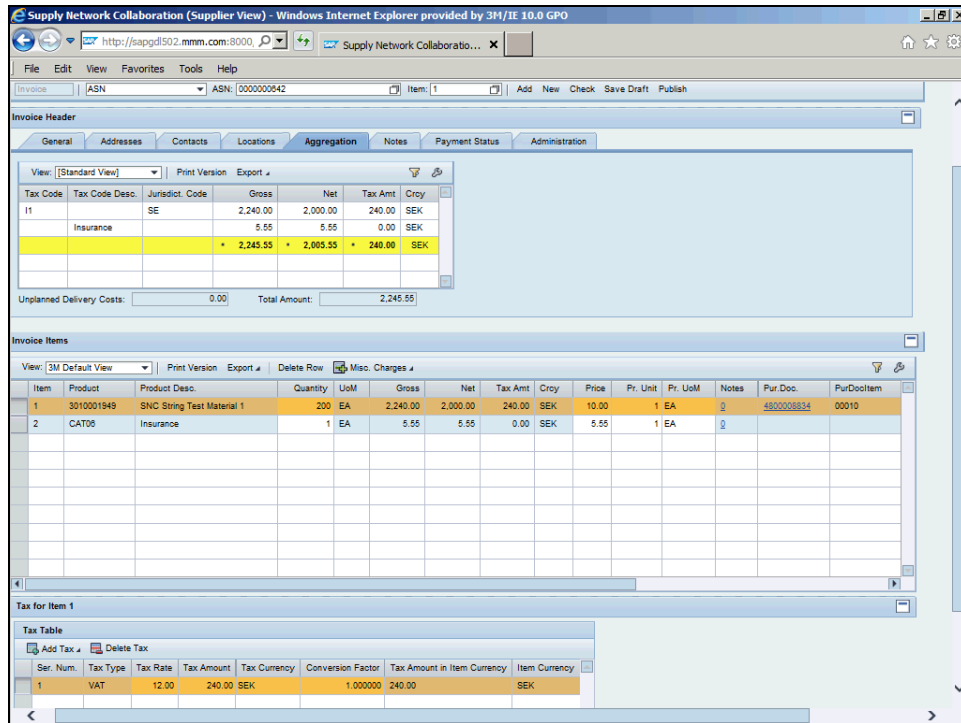 Supply Network Collaboration (Supplier View) - Windows Internet Explorer provided by 3M/IE 10.0 GPO
http://sapgdl502.mmm.com:8000, Supply Network Collaboratio... X
File Edit View Favorites Tools Help
Invoice ASN ASN: 0000000642 Item: 1 Add New Check Save Draft Publish
Invoice Header
General Addresses Contacts Locations Aggregation Notes Payment Status Administration
View: [Standard View] Print Version Export
Tax Code Tax Code Desc. Jurisdict. Code Gross Net Tax Amt Crcy
I1 SE 2,240.00 2,000.00 240.00 SEK
Insurance 5.55 5.55 0.00 SEK
* 2,245.55 * 2,005.55 * 240.00 SEK
Unplanned Delivery Costs: 0.00 Total Amount: 2,245.55
Invoice Items
View: 3M Default View Print Version Export Delete Row Misc. Charges
Item Product Product Desc. Quantity UoM Gross Net Tax Amt Crcy Price Pr. Unit Pr. UoM Notes Pur.Doc. PurDocItem
1 3010001949 SNC String Test Material 1 200 EA 2,240.00 2,000.00 240.00 SEK 10.00 1 EA 0 4800008834 00010
2 CAT06 Insurance 1 EA 5.55 5.55 0.00 SEK 5.55 1 EA 0
Tax for Item 1
Tax Table
Add Tax Delete Tax
Ser. Num. Tax Type Tax Rate Tax Amount Tax Currency Conversion Factor Tax Amount in Item Currency Item Currency
1 VAT 12.00 240.00 SEK 1.000000 240.00 SEK